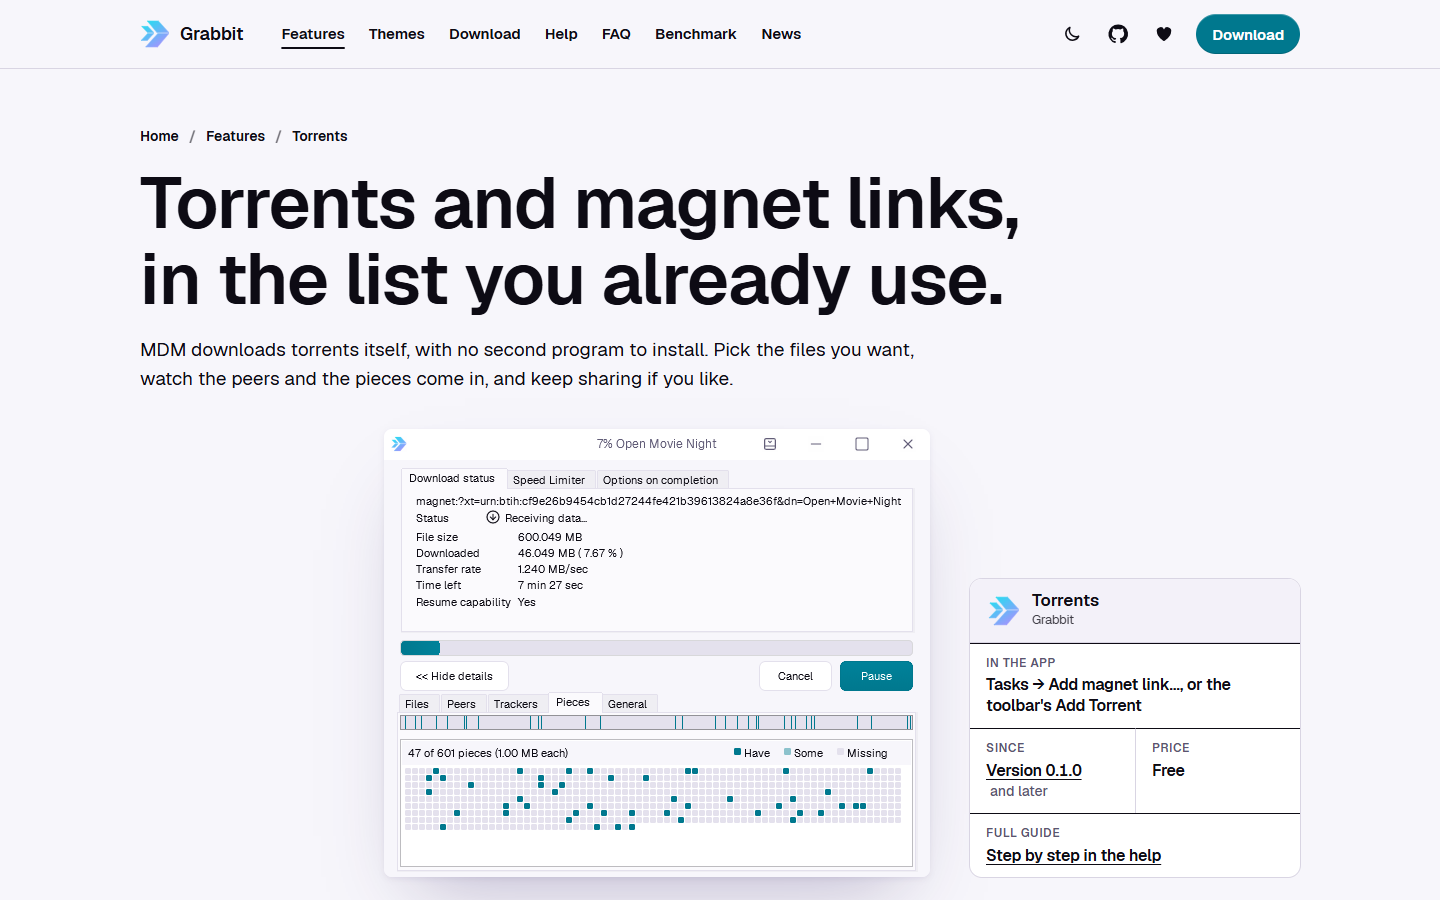 Grabbit
Features
Themes
Download
Help
FAQ
Benchmark
News
Download
Home / Features / Torrents
Torrents and magnet links,
in the list you already use.
MDM downloads torrents itself, with no second program to install. Pick the files you want,
watch the peers and the pieces come in, and keep sharing if you like.
7% Open Movie Night
Download status
Speed Limiter
Options on completion
magnet:?xt=urn:btih:cf9e26b9454cb1d27244fe421b39613824a8e36f&dn=Open+Movie+Night
Status Receiving data...
File size 600.049 MB
Downloaded 46.049 MB ( 7.67 % )
Transfer rate 1.240 MB/sec
Time left 7 min 27 sec
Resume capability Yes
<< Hide details
Cancel
Pause
Files
Peers
Trackers
Pieces
General
47 of 601 pieces (1.00 MB each)
Have
Some
Missing
Torrents
Grabbit
IN THE APP
Tasks → Add magnet link..., or the
toolbar's Add Torrent
SINCE
Version 0.1.0
and later
PRICE
Free
FULL GUIDE
Step by step in the help